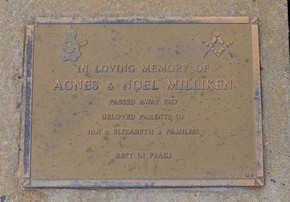 IN LOVING MEMORY OF
AGNES & NOEL MILLIKEN
PASSED AWAY
BELOVED PARENTS OF
IAN & ELIZABETH & FAMILIES
REST IN PEACE